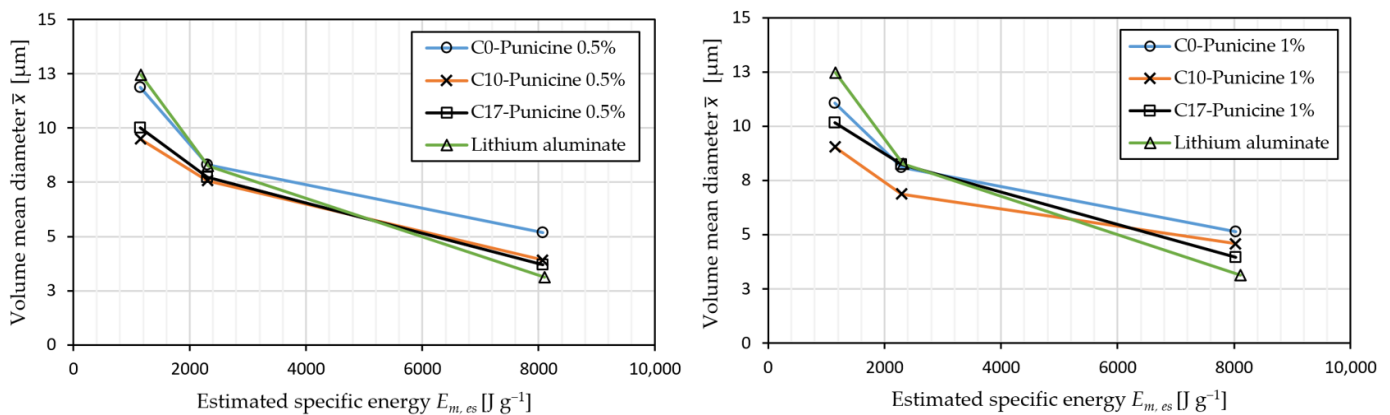 Volume mean diameter x̅ [µm]
15
13
10
8
5
3
0
C0-Punicine 0.5%
C10-Punicine 0.5%
C17-Punicine 0.5%
Lithium aluminate
0 2000 4000 6000 8000 10,000
Estimated specific energy Em, es [J g⁻¹]
Volume mean diameter x̅ [µm]
15
13
10
8
5
3
0
C0-Punicine 1%
C10-Punicine 1%
C17-Punicine 1%
Lithium aluminate
0 2000 4000 6000 8000 10,000
Estimated specific energy Em, es [J g⁻¹]